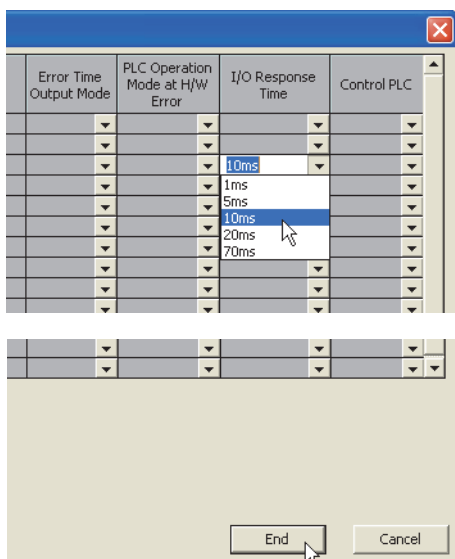 Error Time
Output Mode
PLC Operation
Mode at H/W
Error
I/O Response
Time
Control PLC
10ms
1ms
5ms
10ms
20ms
70ms
End
Cancel